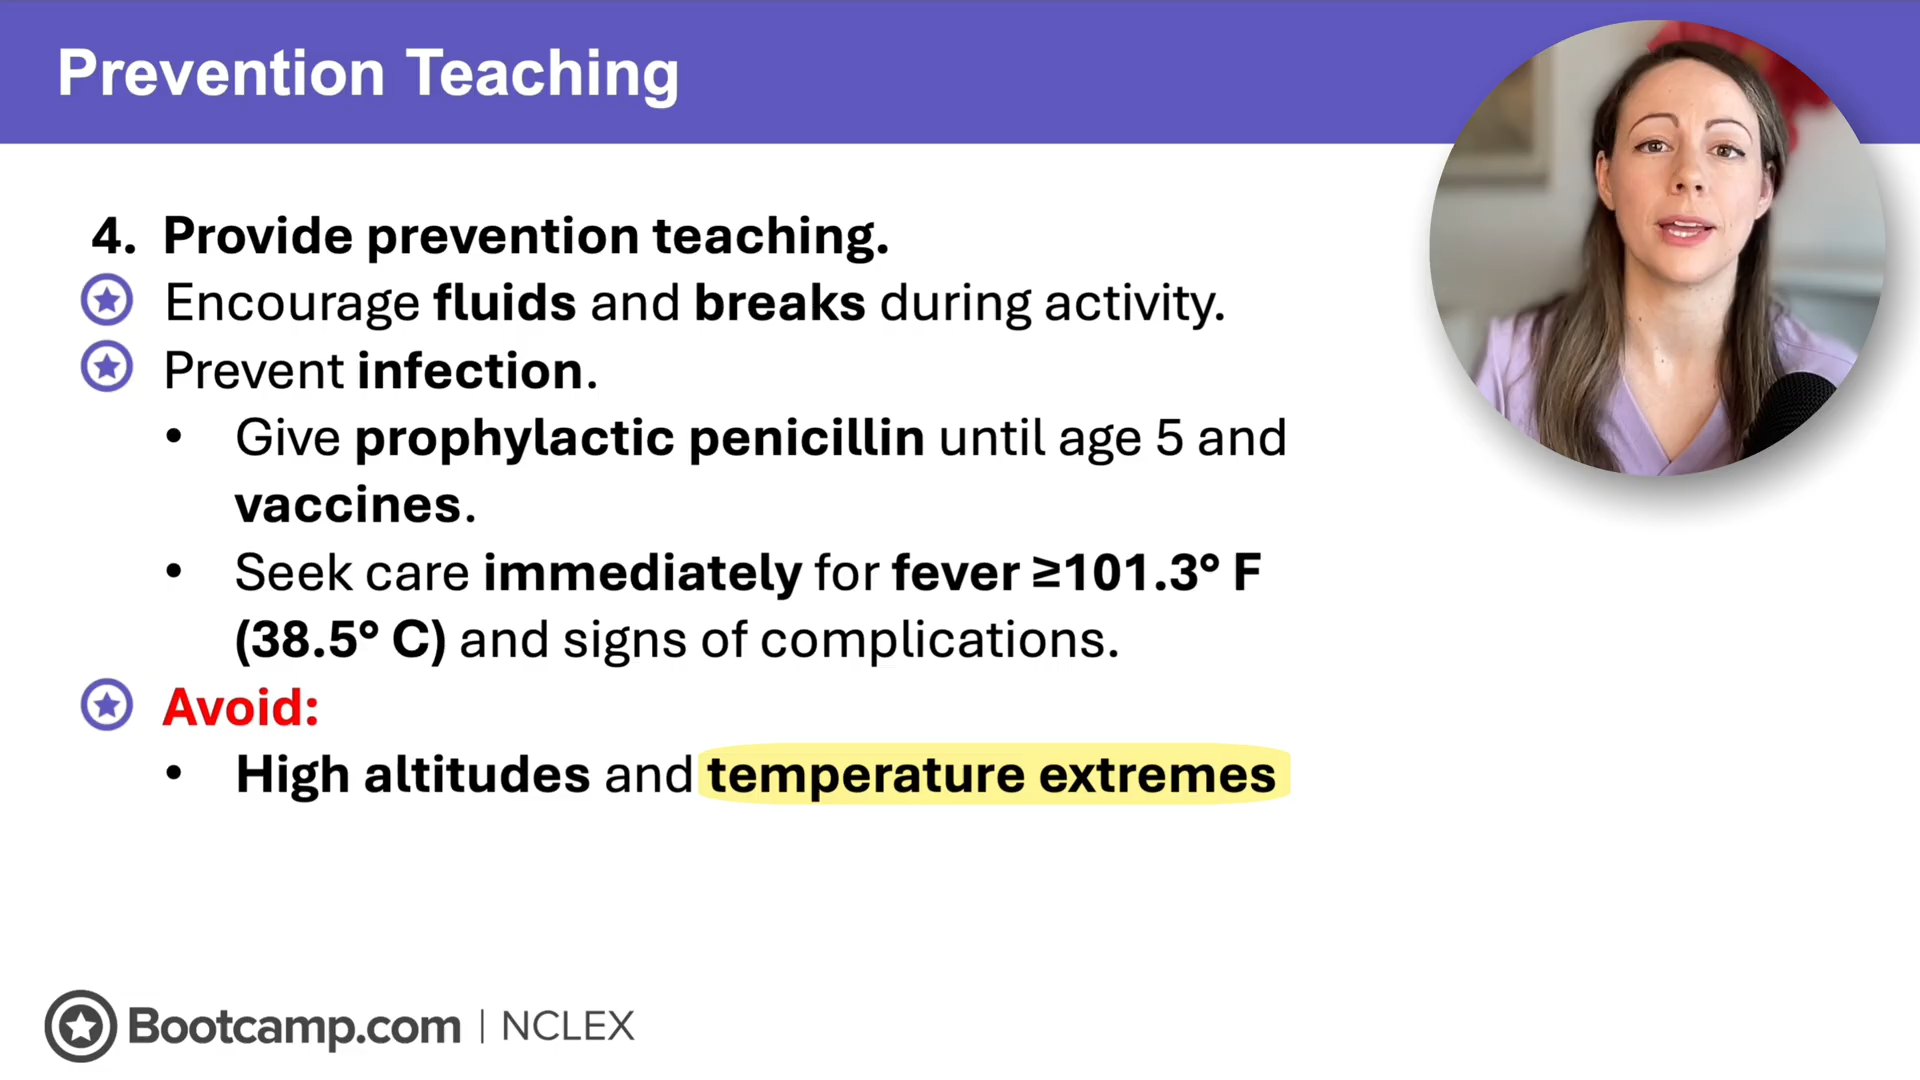 Prevention Teaching
4. Provide prevention teaching.
Encourage fluids and breaks during activity.
Prevent infection.
• Give prophylactic penicillin until age 5 and
vaccines.
• Seek care immediately for fever ≥101.3° F
(38.5° C) and signs of complications.
Avoid:
• High altitudes and temperature extremes
Bootcamp.com | NCLEX